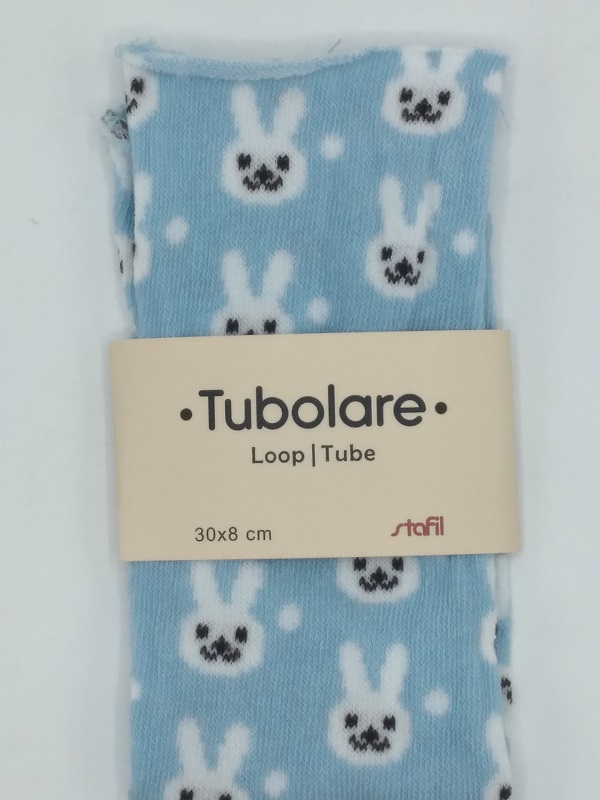 •Tubolare•
Loop|Tube
30x8 cm
stafil